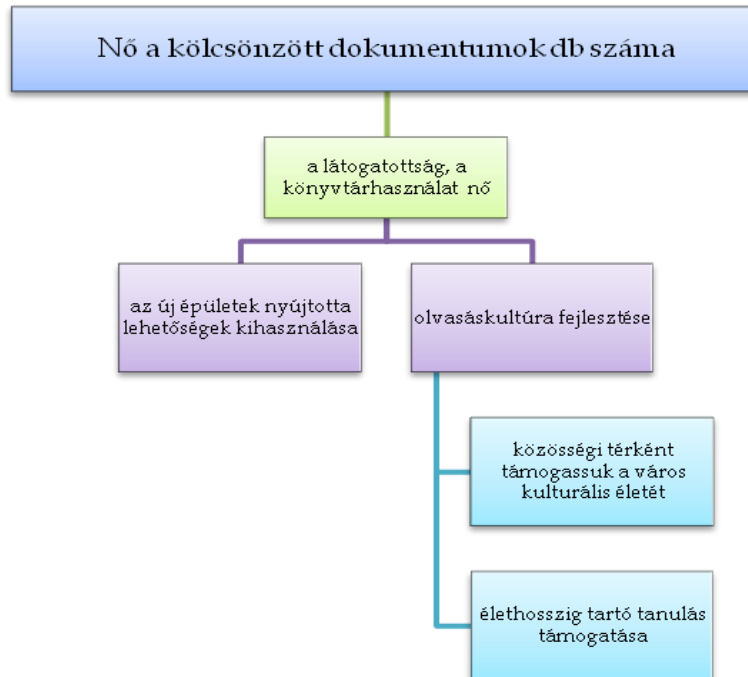 Nő a kölcsönzött dokumentumok db száma
a látogatottság, a
könyvtárhasználat nő
az új épületek nyújtotta
lehetőségek kihasználása
olvasáskultúra fejlesztése
közösségi térként
támogassuk a város
kulturális életét
élethosszig tartó tanulás
támogatása